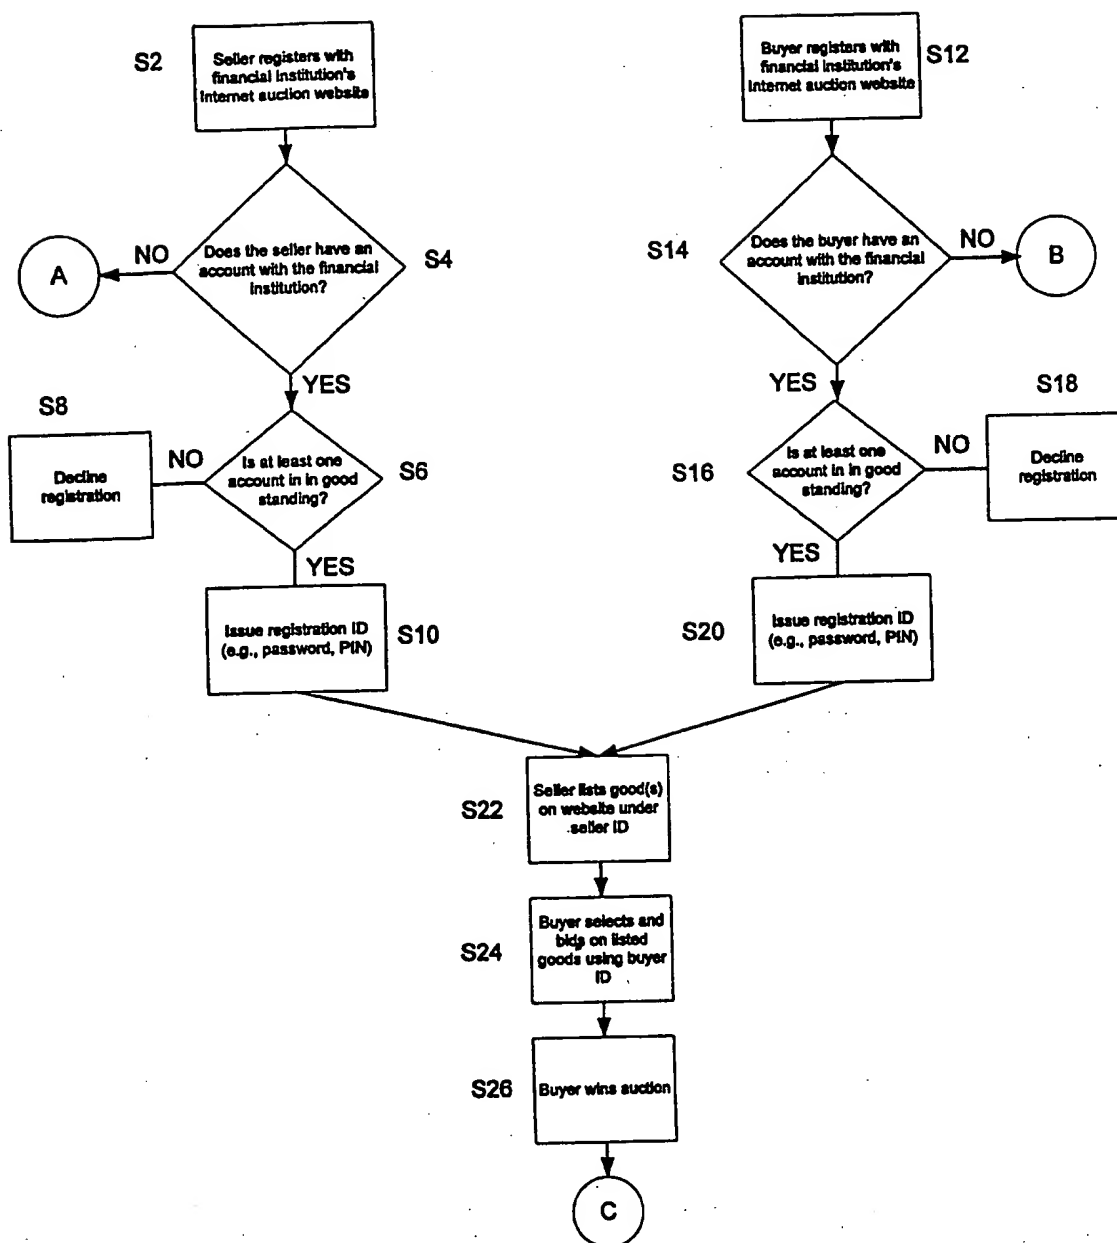 S2
Seller registers with
financial institution's
Internet auction website
Buyer registers with
financial institution's
Internet auction website
S12
A
NO
Does the seller have an
account with the financial
institution?
S4
S14
Does the buyer have an
account with the financial
institution?
NO
B
YES
YES
S8
S18
Decline
registration
NO
Is at least one
account in in good
standing?
S6
S16
Is at least one
account in in good
standing?
NO
Decline
registration
YES
YES
Issue registration ID
(e.g., password, PIN)
S10
S20
Issue registration ID
(e.g., password, PIN)
S22
Seller lists good(s)
on website under
seller ID
S24
Buyer selects and
bids on listed
goods using buyer
ID
S26
Buyer wins auction
C